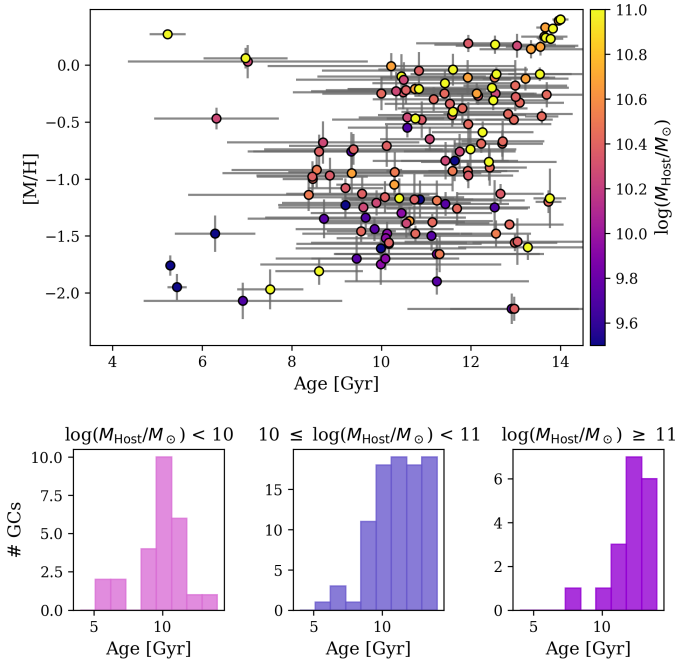 0.0
−0.5
−1.0
−1.5
−2.0
[M/H]
4 6 8 10 12 14
Age [Gyr]
11.0
10.8
10.6
10.4
10.2
10.0
9.8
9.6
log(M_Host/M_⊙)
log(M_Host/M_⊙) < 10
10.0
7.5
5.0
2.5
0.0
# GCs
5 10
Age [Gyr]
10 ≤ log(M_Host/M_⊙) < 11
15
10
5
0
5 10
Age [Gyr]
log(M_Host/M_⊙) ≥ 11
6
4
2
0
5 10
Age [Gyr]